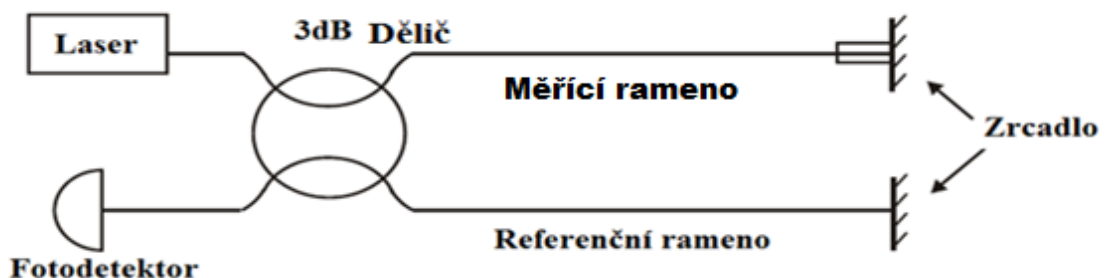 3dB Dělič
Laser
Měřící rameno
Zrcadlo
Referenční rameno
Fotodetektor